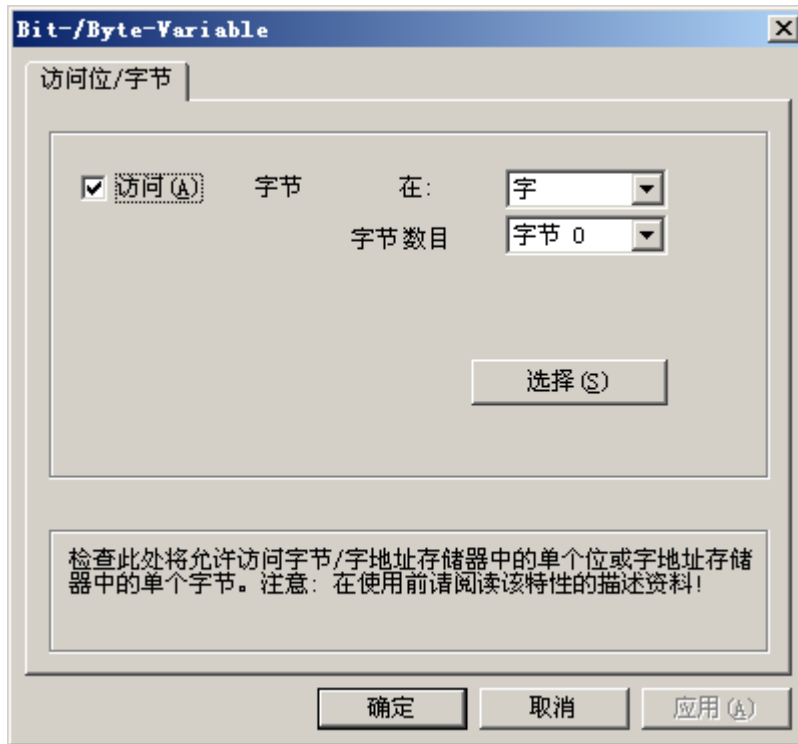 Bit-/Byte-Variable
访问位/字节
访问(A) 字节 在: 字
字节数目 字节 0
选择(S)
检查此处将允许访问字节/字地址存储器中的单个位或字地址存储
器中的单个字节。注意: 在使用前请阅读该特性的描述资料!
确定 取消 应用(A)